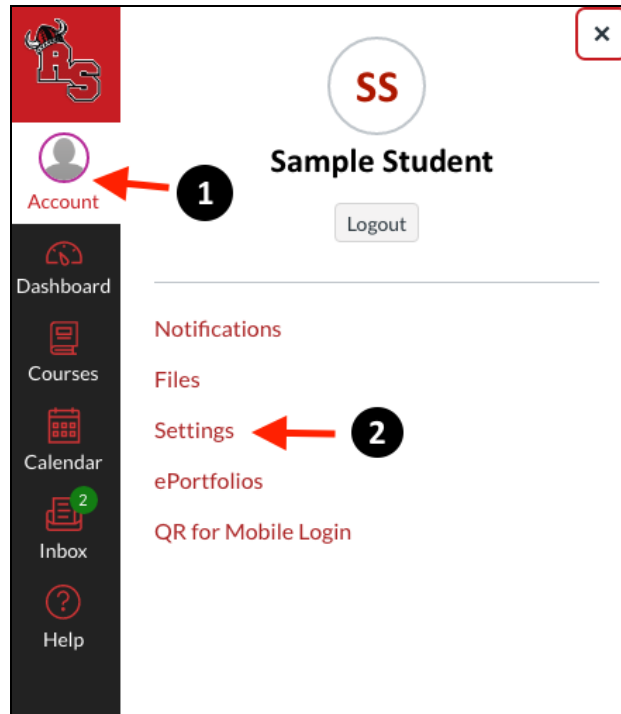 RS
×
SS
Sample Student
Logout
Account
1
Dashboard
Courses
Calendar
2
Inbox
Help
Notifications
Files
Settings
2
ePortfolios
QR for Mobile Login